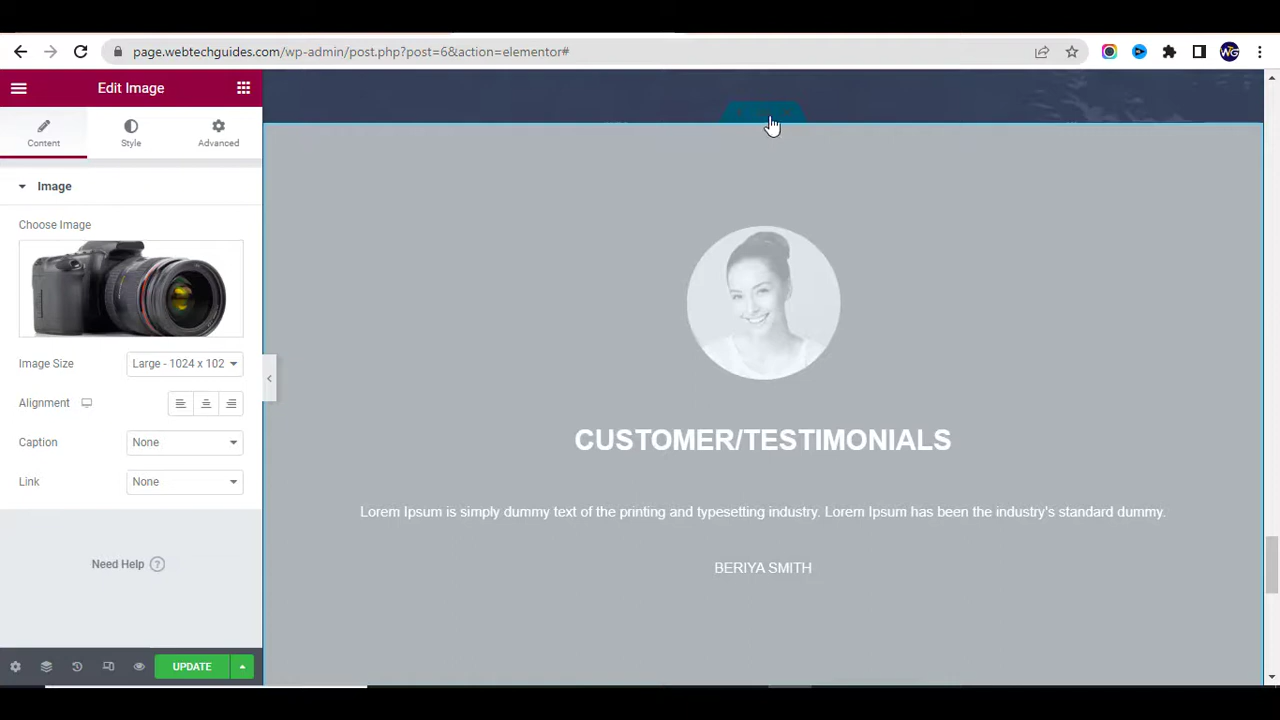 page.webtechguides.com/wp-admin/post.php?post=6&action=elementor#
WG
Edit Image
Content
Style
Advanced
Image
Choose Image
Image Size
Large - 1024 x 102
Alignment
Caption
None
Link
None
Need Help ?
UPDATE
CUSTOMER/TESTIMONIALS
Lorem Ipsum is simply dummy text of the printing and typesetting industry. Lorem Ipsum has been the industry's standard dummy.
BERIYA SMITH